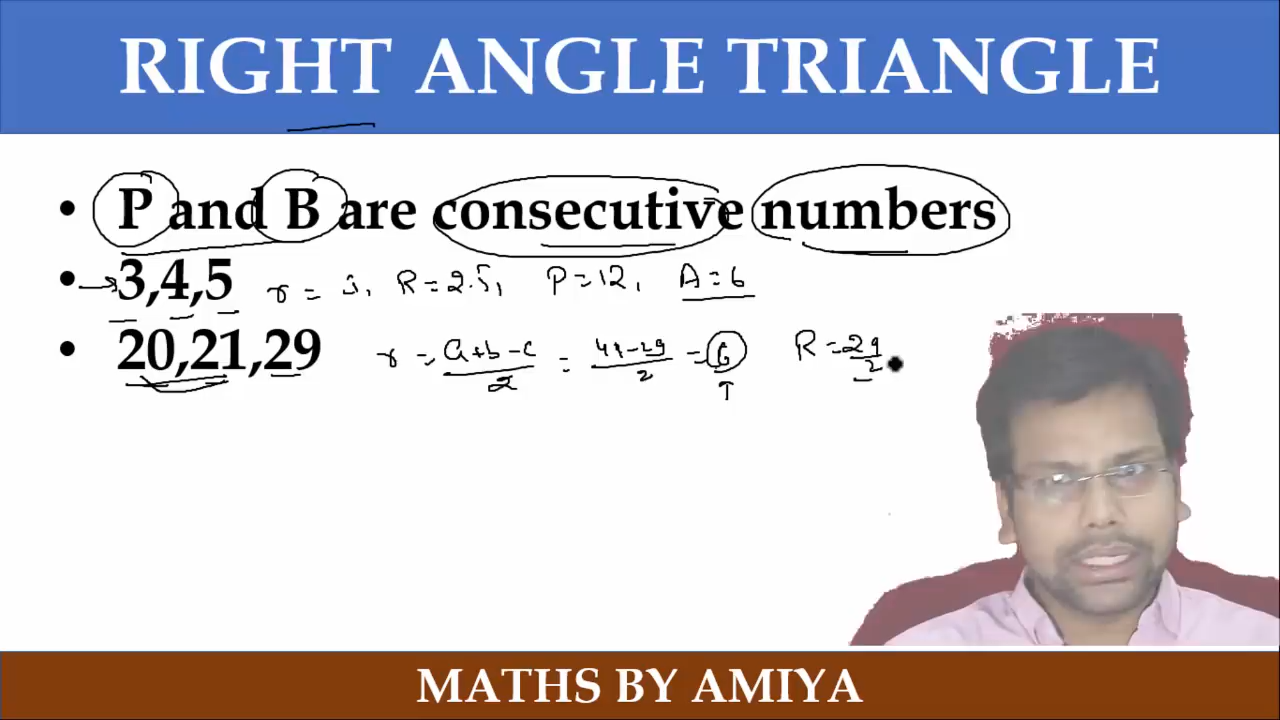 RIGHT ANGLE TRIANGLE
• P and B are consecutive numbers
• → 3,4,5 r = 3, R = 2.5, P = 12, A = 6
• 20,21,29 r = a+b-c/2 = 41-29/2 = 6 R = 29/2
MATHS BY AMIYA